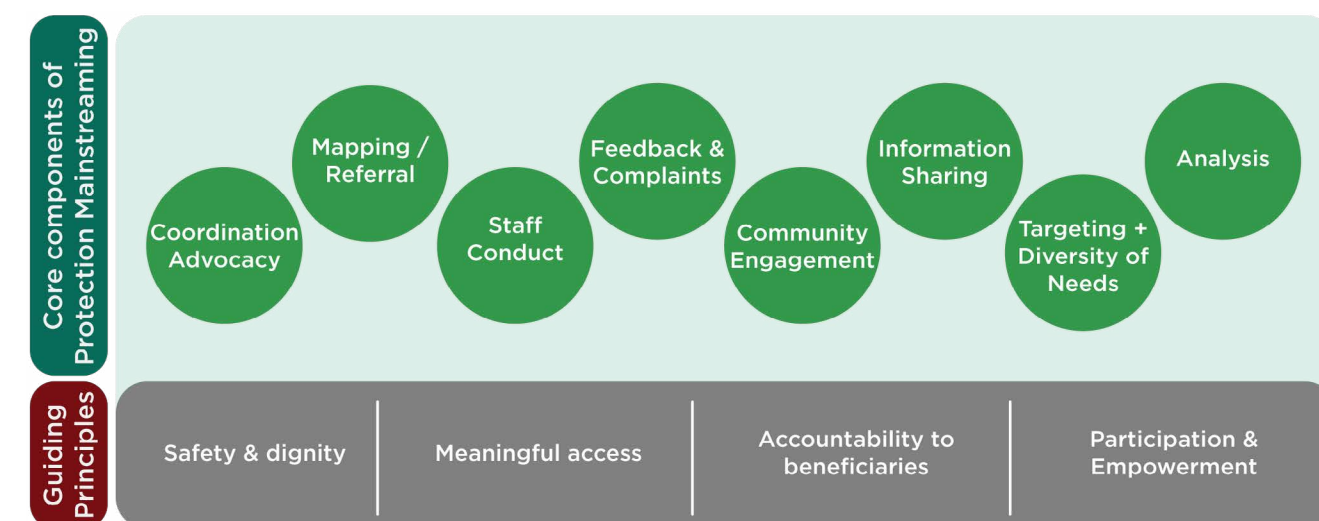 Core components of
Protection Mainstreaming
Coordination
Advocacy
Mapping /
Referral
Staff
Conduct
Feedback &
Complaints
Community
Engagement
Information
Sharing
Targeting +
Diversity of
Needs
Analysis
Guiding
Principles
Safety & dignity
Meaningful access
Accountability to
beneficiaries
Participation &
Empowerment